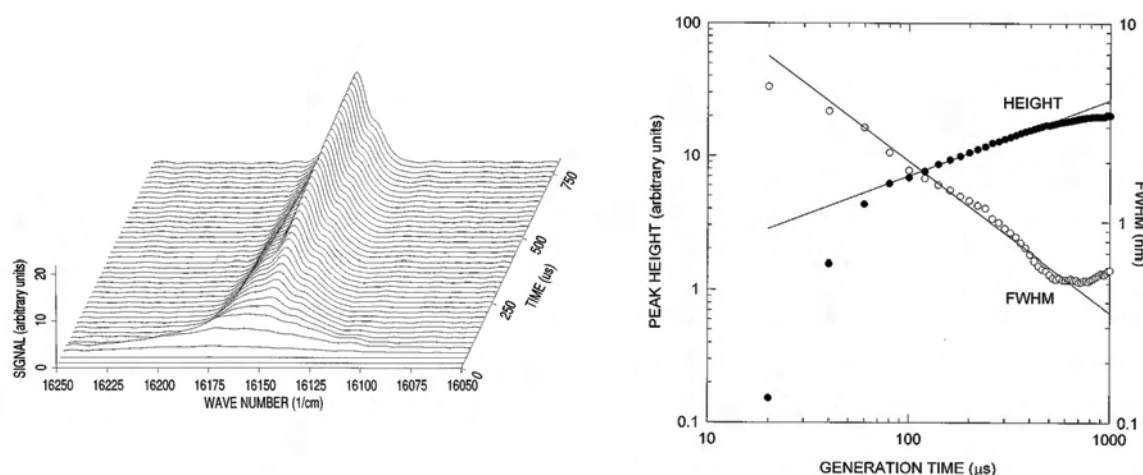 SIGNAL (arbitrary units)
20
10
0
16250 16225 16200 16175 16150 16125 16100 16075 16050
WAVE NUMBER (1/cm)
0
250
500
750
TIME (us)
100
10
1
0.1
PEAK HEIGHT (arbitrary units)
HEIGHT
FWHM
10
1
0.1
FWHM (nm)
10 100 1000
GENERATION TIME (μs)